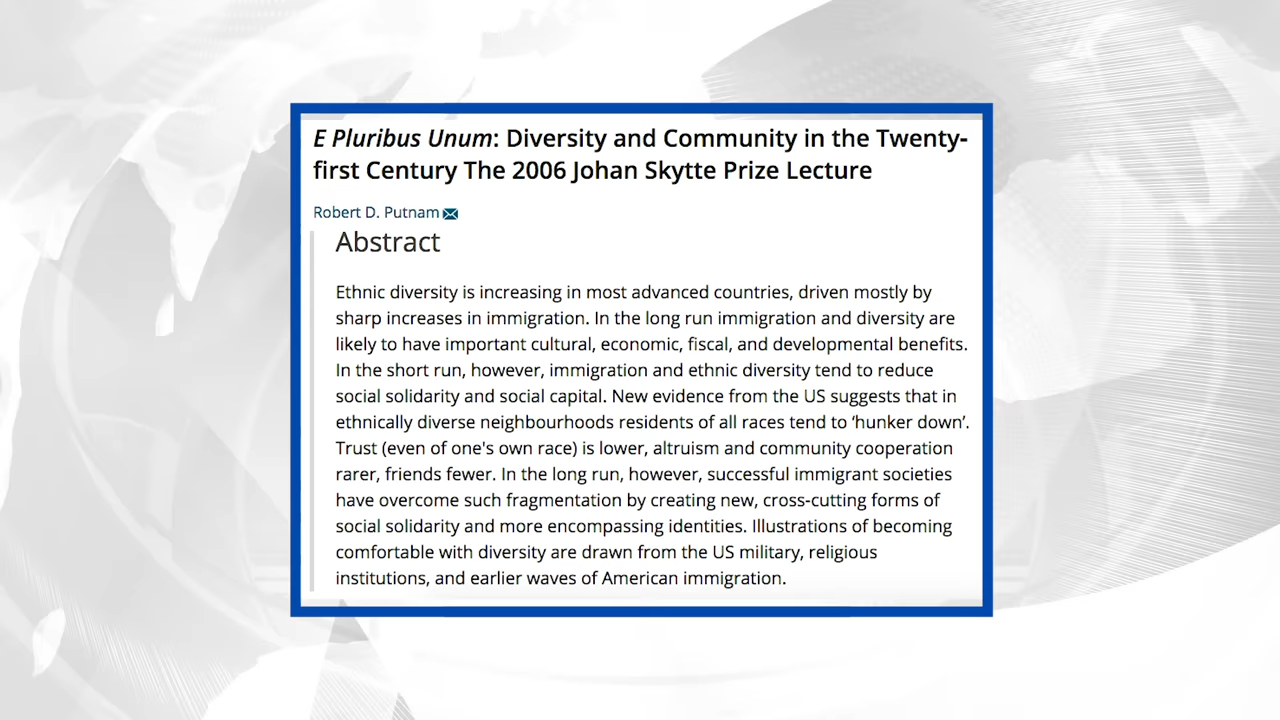 E Pluribus Unum: Diversity and Community in the Twenty-
first Century The 2006 Johan Skytte Prize Lecture
Robert D. Putnam
Abstract
Ethnic diversity is increasing in most advanced countries, driven mostly by
sharp increases in immigration. In the long run immigration and diversity are
likely to have important cultural, economic, fiscal, and developmental benefits.
In the short run, however, immigration and ethnic diversity tend to reduce
social solidarity and social capital. New evidence from the US suggests that in
ethnically diverse neighbourhoods residents of all races tend to ‘hunker down’.
Trust (even of one's own race) is lower, altruism and community cooperation
rarer, friends fewer. In the long run, however, successful immigrant societies
have overcome such fragmentation by creating new, cross-cutting forms of
social solidarity and more encompassing identities. Illustrations of becoming
comfortable with diversity are drawn from the US military, religious
institutions, and earlier waves of American immigration.